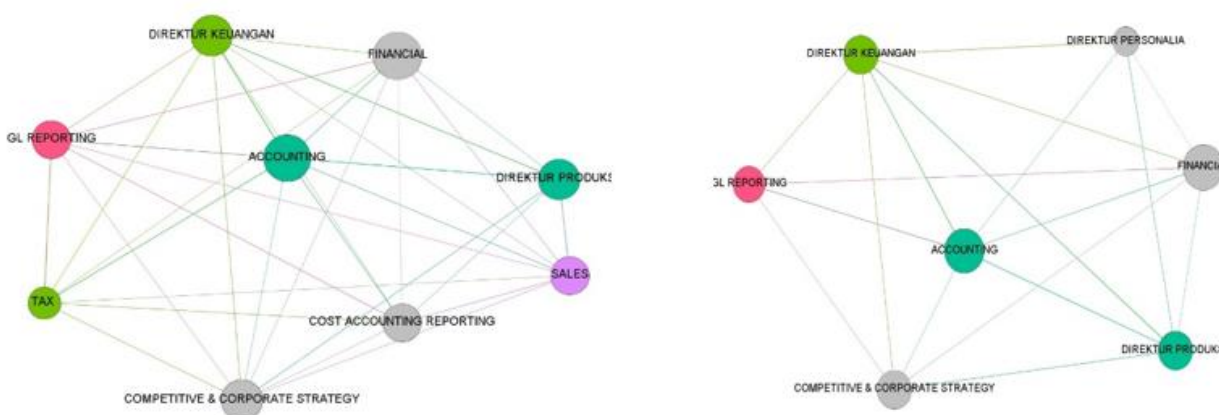 DIREKTUR KEUANGAN
FINANCIAL
GL REPORTING
ACCOUNTING
DIREKTUR PRODUKS
SALES
TAX
COST ACCOUNTING REPORTING
COMPETITIVE & CORPORATE STRATEGY
DIREKTUR PERSONALIA
DIREKTUR KEUANGAN
FINANCIA
GL REPORTING
ACCOUNTING
DIREKTUR PRODUKS
COMPETITIVE & CORPORATE STRATEGY